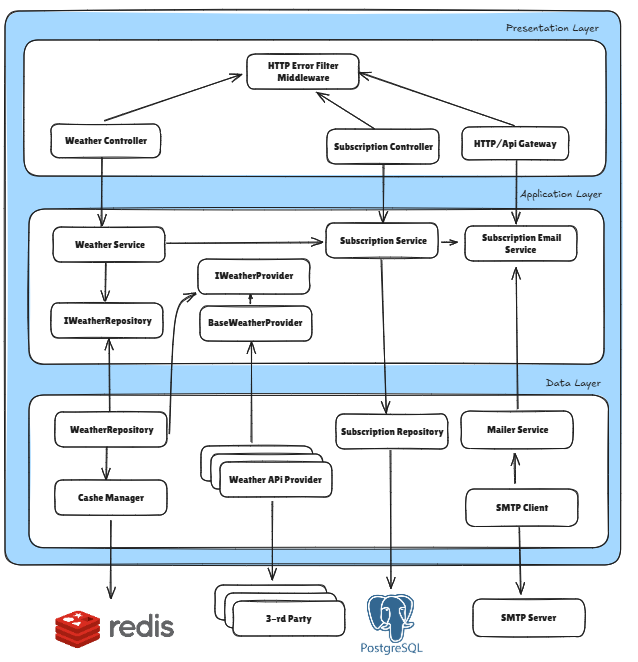 Presentation Layer
HTTP Error Filter
Middleware
Weather Controller
Subscription Controller
HTTP/Api Gateway
Application Layer
Weather Service
Subscription Service
Subscription Email
Service
IWeatherProvider
IWeatherRepository
BaseWeatherProvider
Data Layer
WeatherRepository
Subscription Repository
Mailer Service
Weather APi Provider
Cashe Manager
SMTP Client
redis
3-rd Party
PostgreSQL
SMTP Server